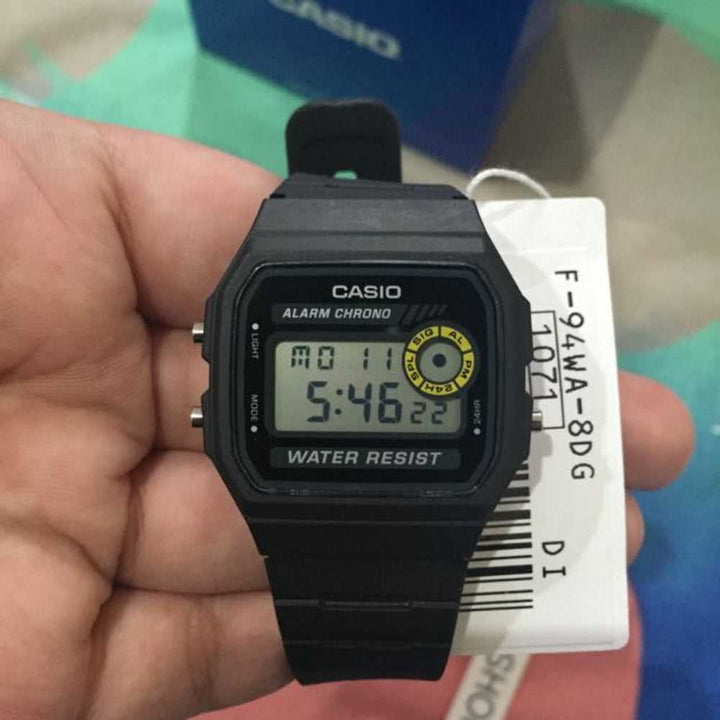 CASIO
CASIO
ALARM CHRONO
LIGHT
MODE
24HR
SIG AL PM 24H SPL
MO 11
5:46 22
WATER RESIST
F-94WA-8DG
1071
DI